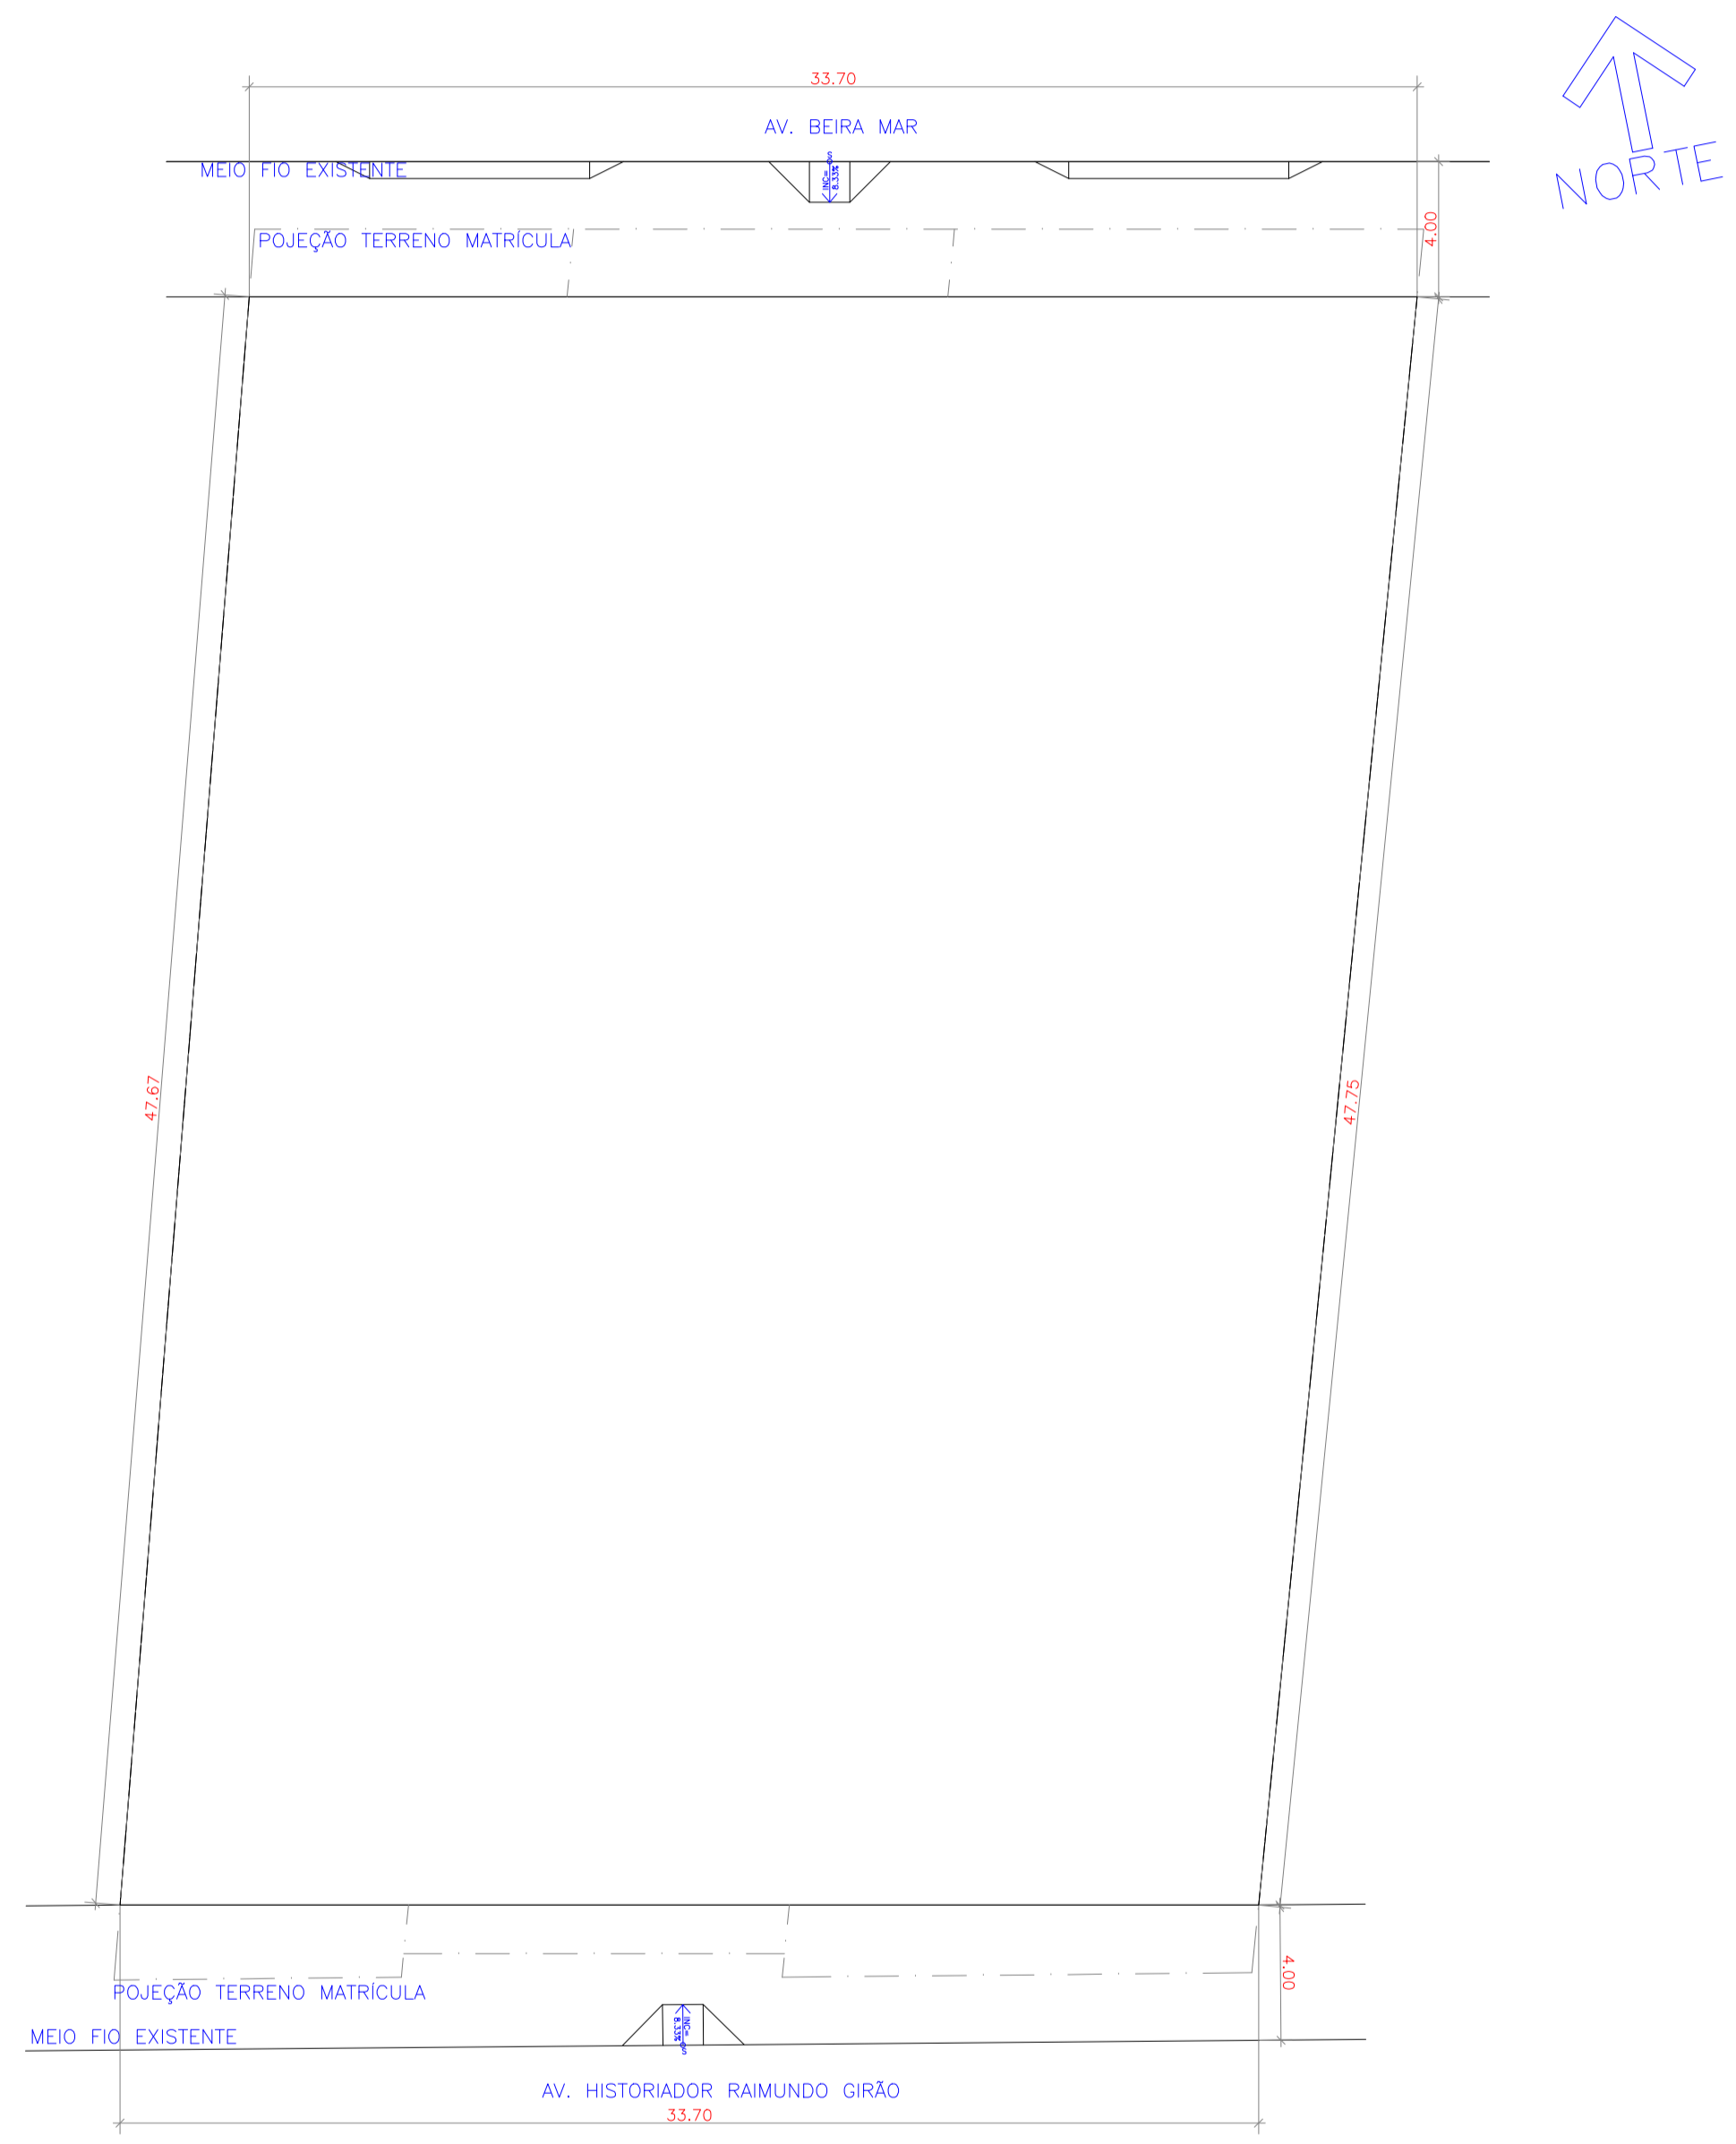 33.70
AV. BEIRA MAR
NORTE
MEIO FIO EXISTENTE
S
INC=
8.33%
POJEÇÃO TERRENO MATRÍCULA
4.00
47.67
47.75
4.00
POJEÇÃO TERRENO MATRÍCULA
INC=
8.33%
S
MEIO FIO EXISTENTE
AV. HISTORIADOR RAIMUNDO GIRÃO
33.70